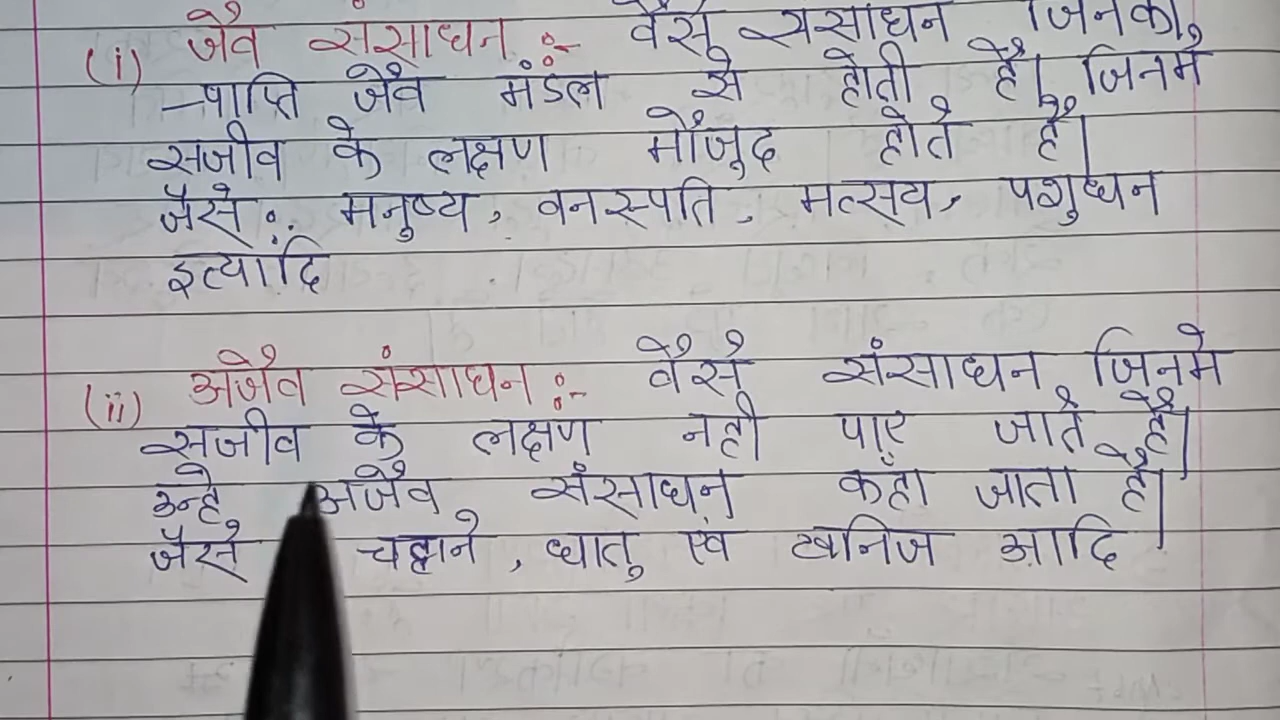 (i) जैव संसाधन :- वैसे संसाधन जिनकी
प्राप्ति जैव मंडल से होती है। जिनमे
सजीव के लक्षण मौजूद होते है।
जैसे :. मनुष्य, वनस्पति, मत्सय, पशुधन
इत्यादि
(ii) अजैव संसाधन :- वैसे संसाधन जिनमे
सजीव के लक्षण नही पाए जाते है।
उन्हे अजैव संसाधन कहा जाता है।
जैसे चट्टाने, धातु एवं खनिज आदि